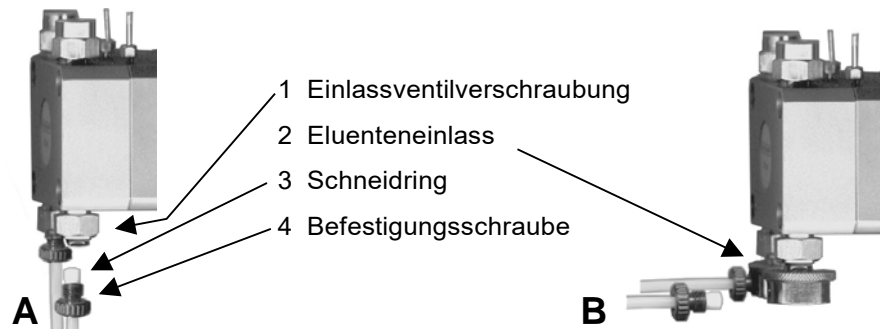 1 Einlassventilverschraubung
2 Eluenteneinlass
3 Schneidring
4 Befestigungsschraube
A
B